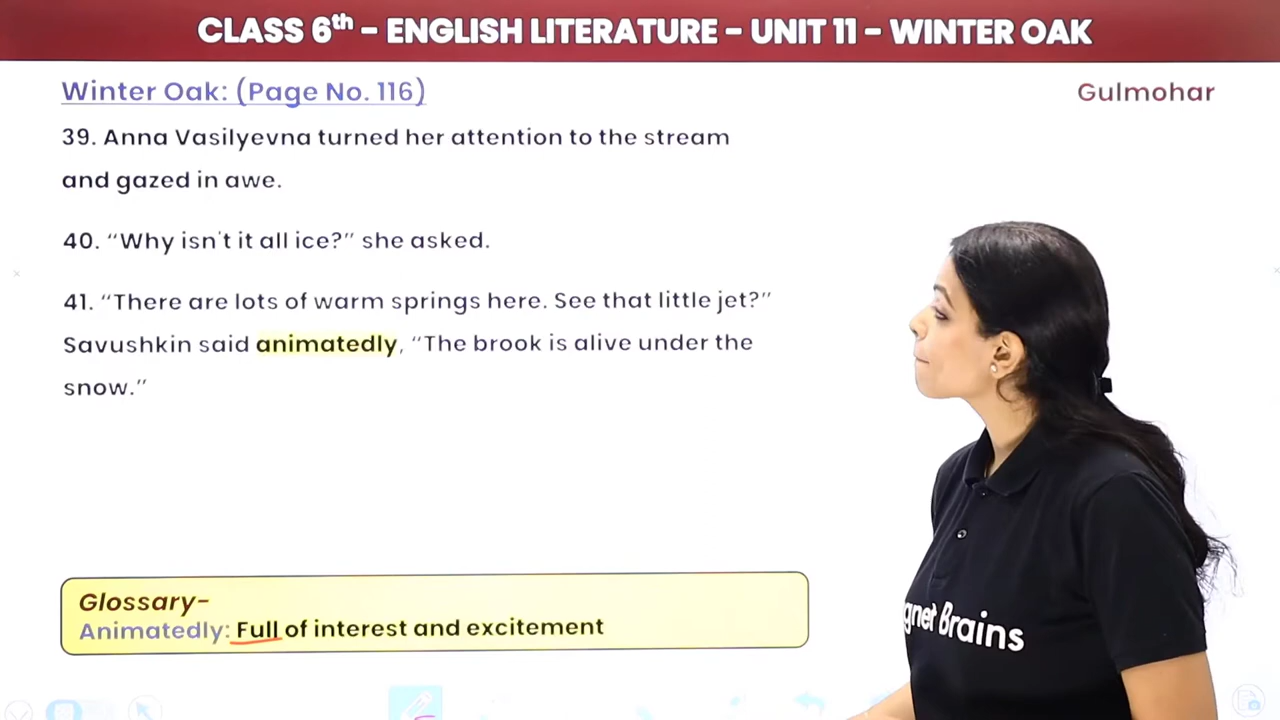 CLASS 6th – ENGLISH LITERATURE – UNIT 11 – WINTER OAK
Winter Oak: (Page No. 116)
Gulmohar
39. Anna Vasilyevna turned her attention to the stream
and gazed in awe.
40. “Why isn't it all ice?” she asked.
41. “There are lots of warm springs here. See that little jet?”
Savushkin said animatedly, “The brook is alive under the
snow.”
Glossary-
Animatedly: Full of interest and excitement
gnet Brains